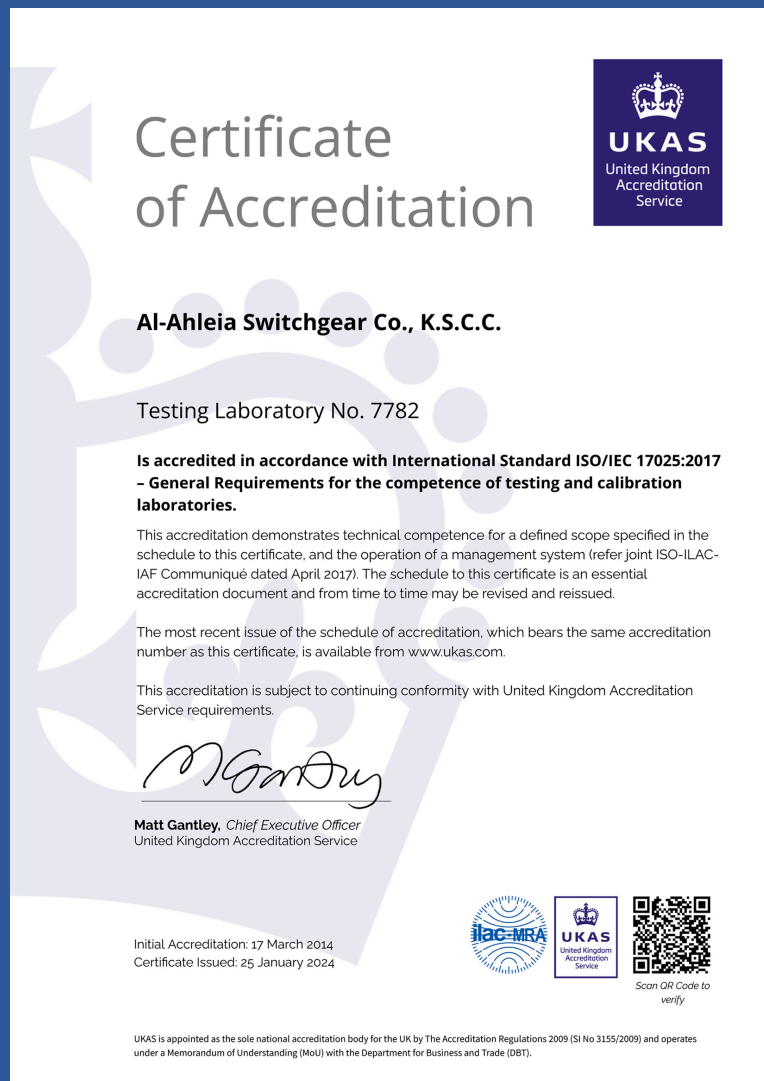 Certificate
of Accreditation
UKAS
United Kingdom
Accreditation
Service
Al-Ahleia Switchgear Co., K.S.C.C.
Testing Laboratory No. 7782
Is accredited in accordance with International Standard ISO/IEC 17025:2017
– General Requirements for the competence of testing and calibration
laboratories.
This accreditation demonstrates technical competence for a defined scope specified in the
schedule to this certificate, and the operation of a management system (refer joint ISO-ILAC-
IAF Communiqué dated April 2017). The schedule to this certificate is an essential
accreditation document and from time to time may be revised and reissued.
The most recent issue of the schedule of accreditation, which bears the same accreditation
number as this certificate, is available from www.ukas.com.
This accreditation is subject to continuing conformity with United Kingdom Accreditation
Service requirements.
MGantley
Matt Gantley, Chief Executive Officer
United Kingdom Accreditation Service
Initial Accreditation: 17 March 2014
Certificate Issued: 25 January 2024
ilac-MRA
UKAS
United Kingdom
Accreditation
Service
Scan QR Code to
verify
UKAS is appointed as the sole national accreditation body for the UK by The Accreditation Regulations 2009 (SI No 3155/2009) and operates
under a Memorandum of Understanding (MoU) with the Department for Business and Trade (DBT).